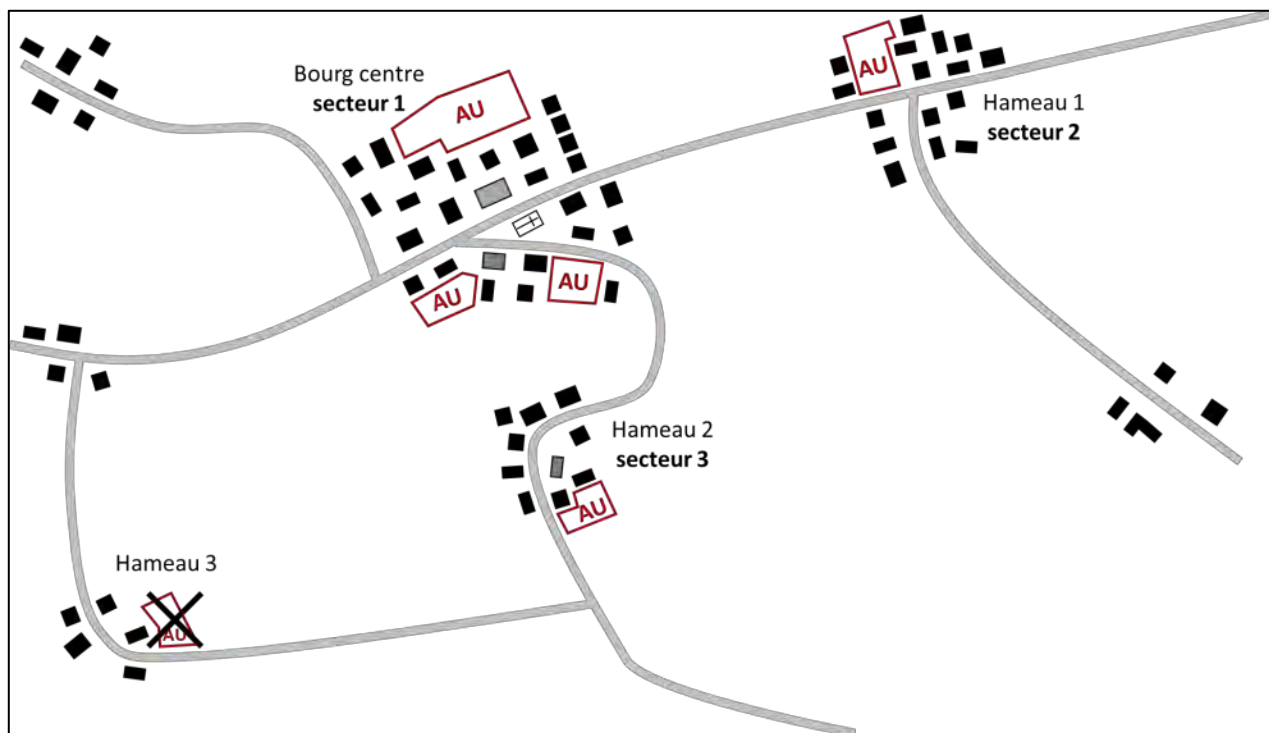 Bourg centre
secteur 1
AU
AU
Hameau 1
secteur 2
AU
AU
Hameau 2
secteur 3
AU
Hameau 3
AU